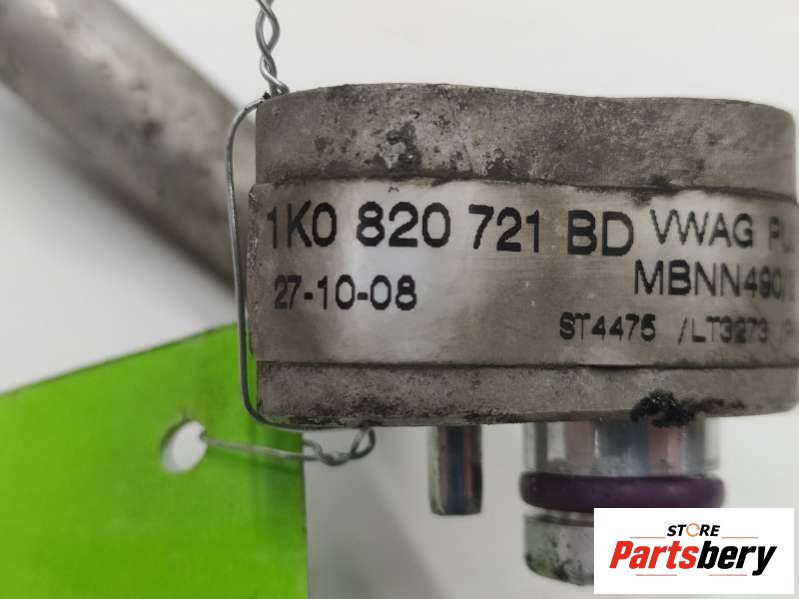 1K0 820 721 BD VWAG
27-10-08
ST4475 /LT3273
STORE
Partsbery